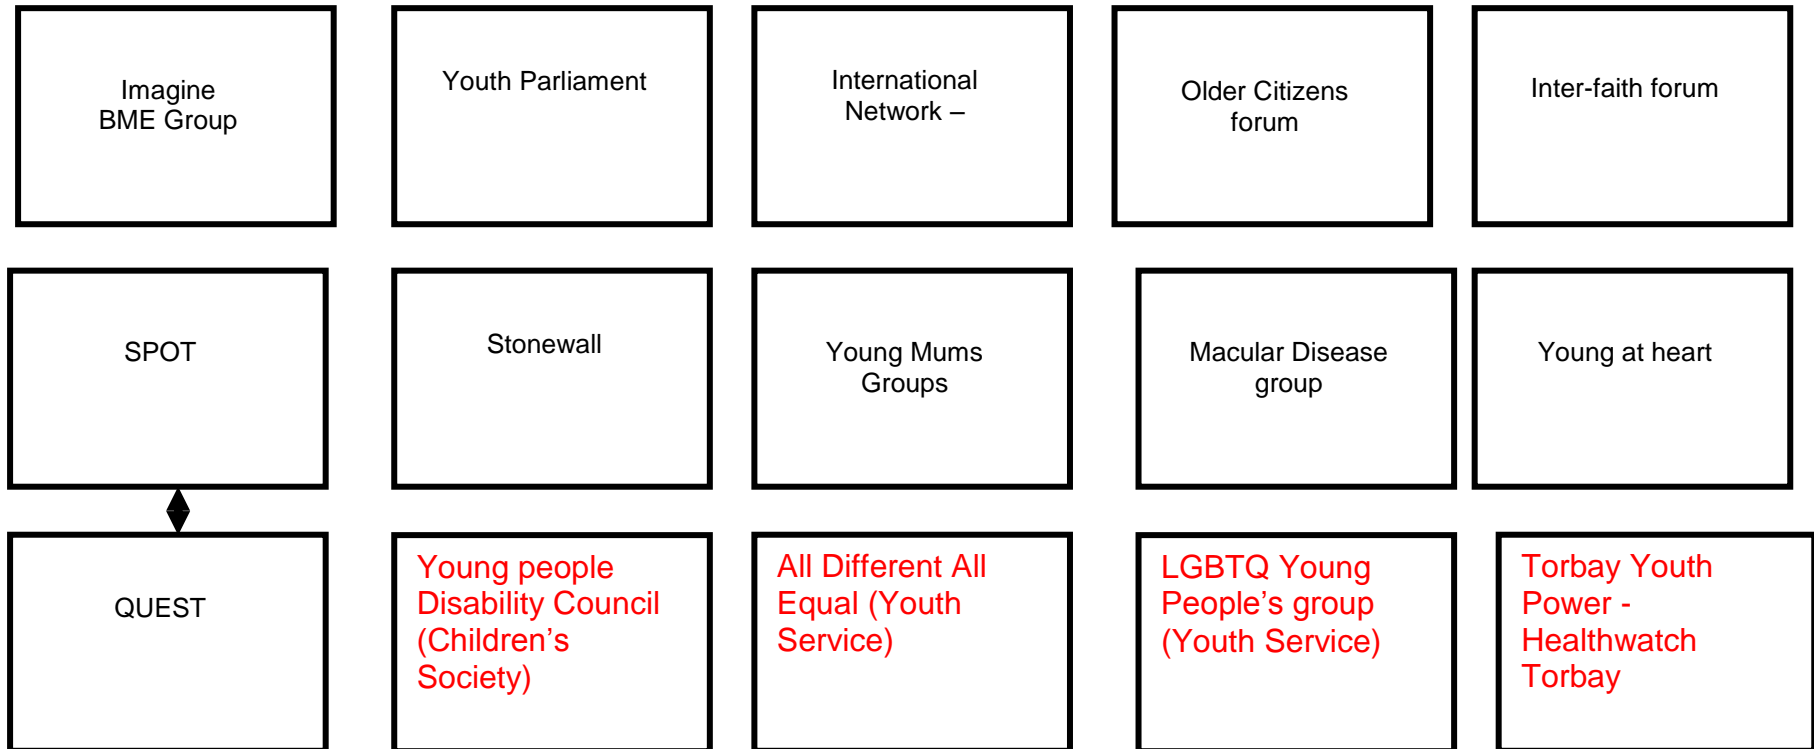 Imagine
BME Group
Youth Parliament
International
Network –
Older Citizens
forum
Inter-faith forum
SPOT
Stonewall
Young Mums
Groups
Macular Disease
group
Young at heart
QUEST
Young people
Disability Council
(Children’s
Society)
All Different All
Equal (Youth
Service)
LGBTQ Young
People’s group
(Youth Service)
Torbay Youth
Power -
Healthwatch
Torbay